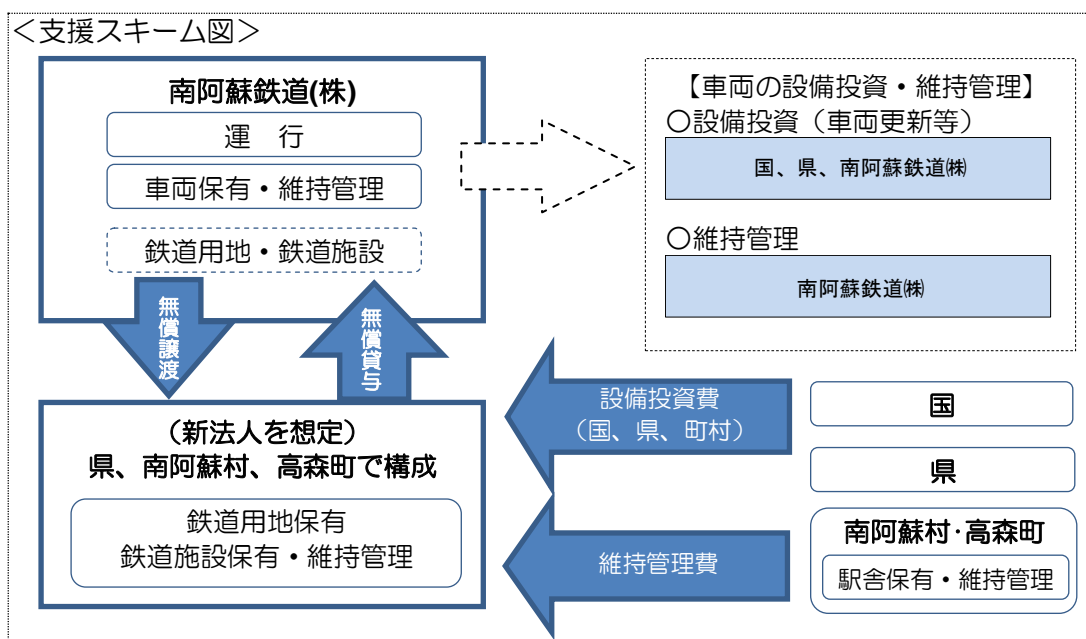 ＜支援スキーム図＞
南阿蘇鉄道(株)
運　行
車両保有・維持管理
鉄道用地・鉄道施設
【車両の設備投資・維持管理】
〇設備投資（車両更新等）
国、県、南阿蘇鉄道㈱
〇維持管理
南阿蘇鉄道㈱
無償譲渡
無償貸与
（新法人を想定）
県、南阿蘇村、高森町で構成
鉄道用地保有
鉄道施設保有・維持管理
設備投資費
（国、県、町村）
維持管理費
国
県
南阿蘇村・高森町
駅舎保有・維持管理